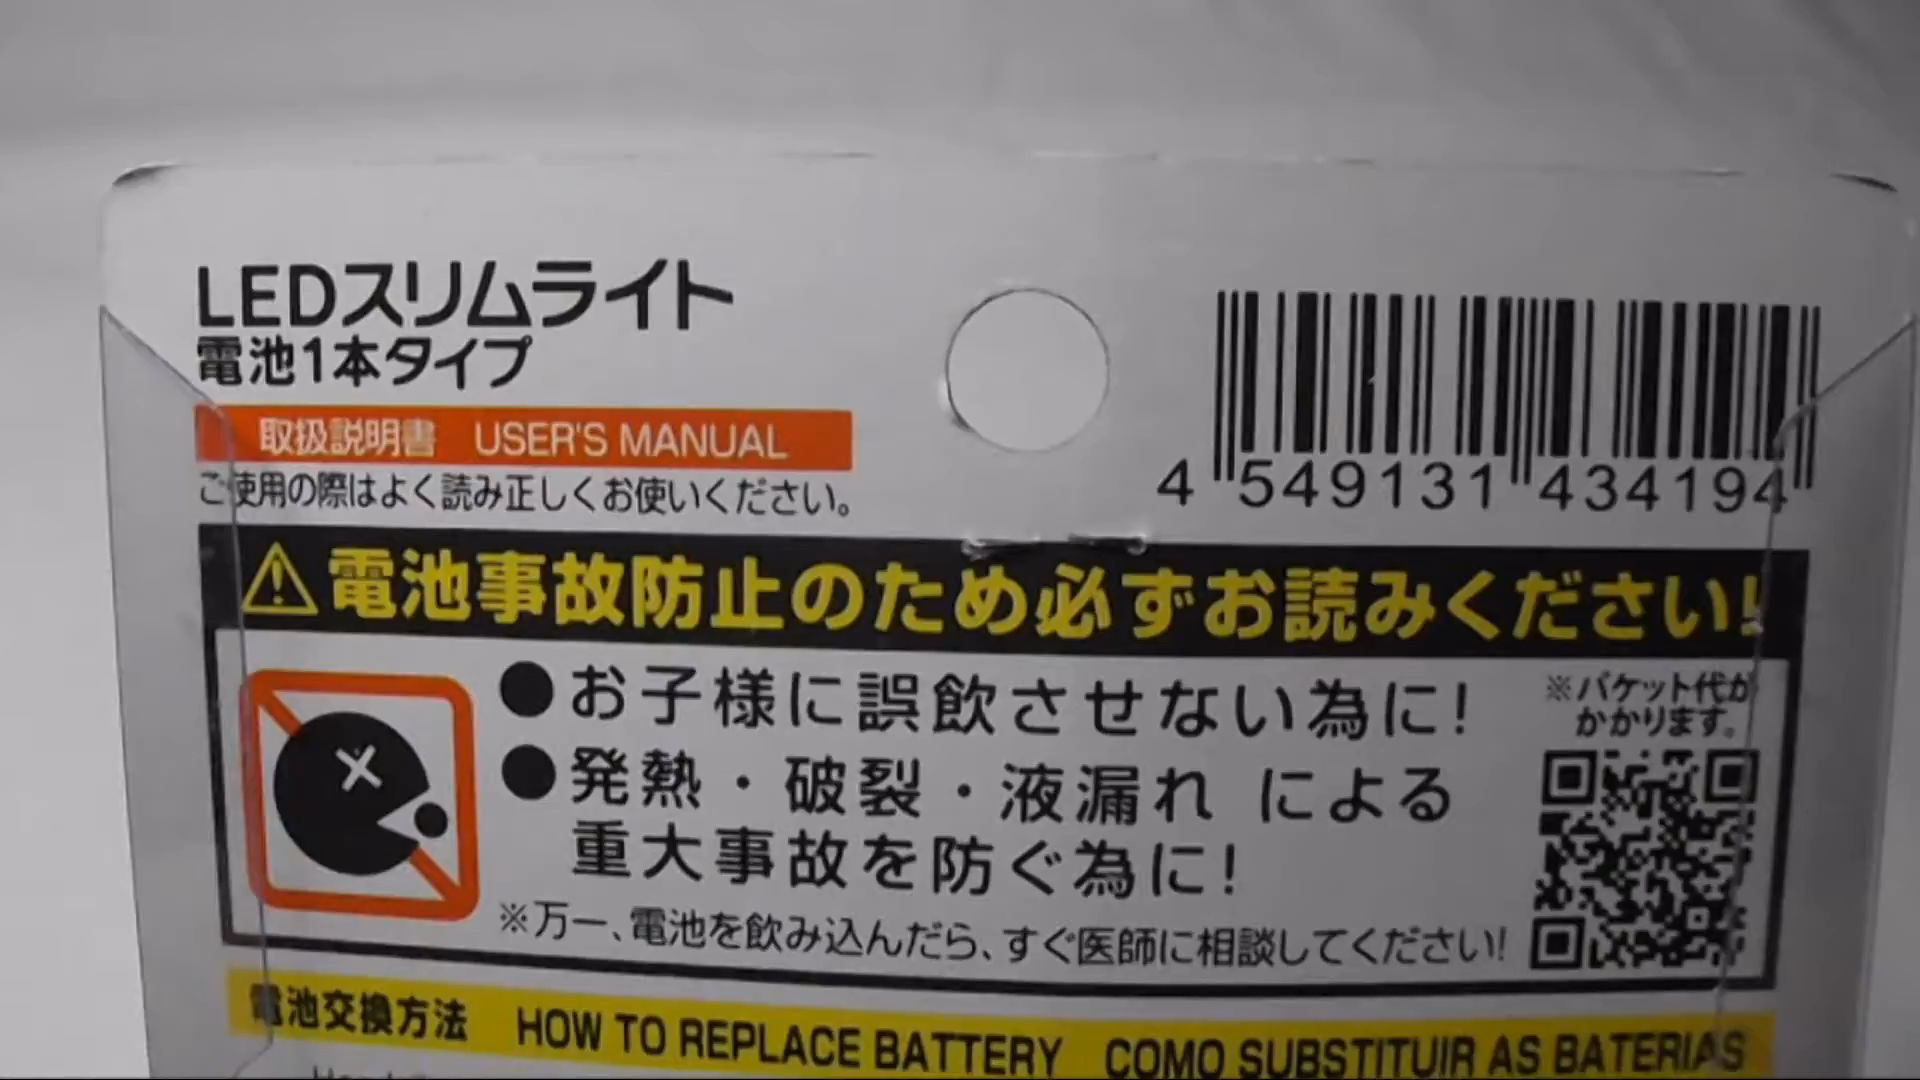 LEDスリムライト
電池1本タイプ
取扱説明書 USER'S MANUAL
ご使用の際はよく読み正しくお使いください。
4 549131 434194
⚠電池事故防止のため必ずお読みください!
●お子様に誤飲させない為に!
●発熱・破裂・液漏れ による
重大事故を防ぐ為に!
※万一、電池を飲み込んだら、すぐ医師に相談してください!
※パケット代が
かかります。
電池交換方法 HOW TO REPLACE BATTERY COMO SUBSTITUIR AS BATERIAS